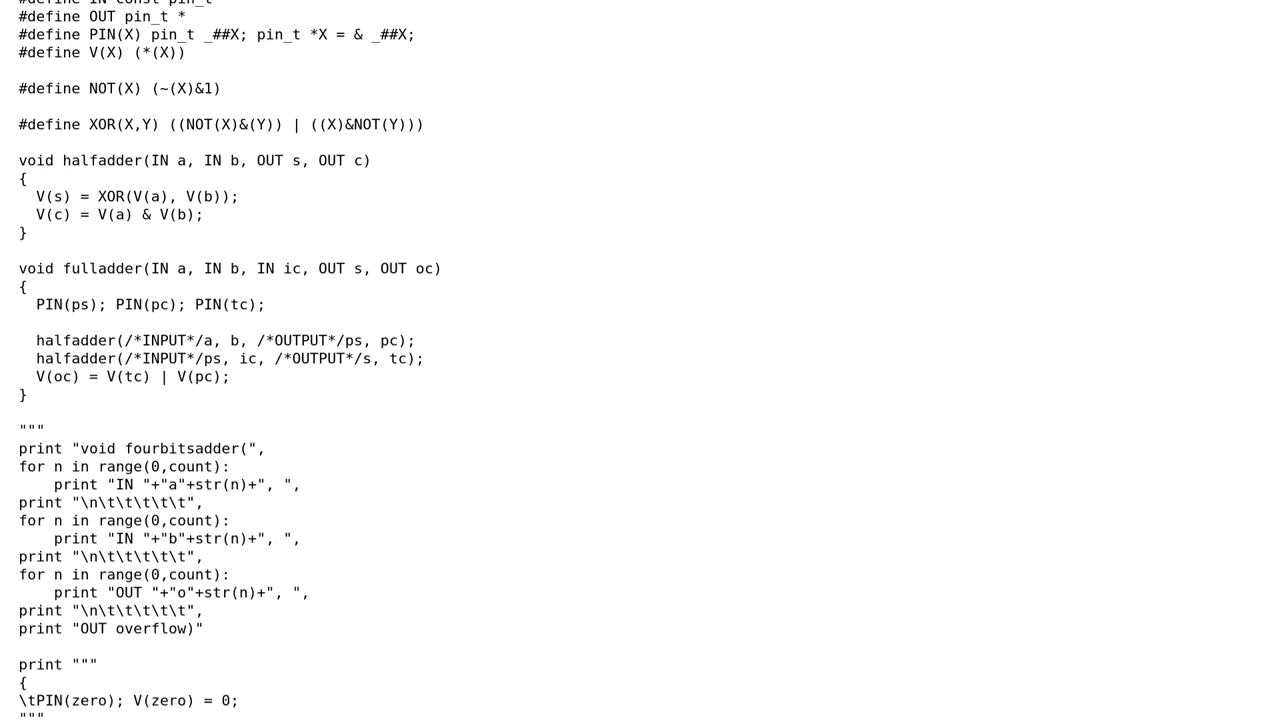 #define IN const pin_t *
#define OUT pin_t *
#define PIN(X) pin_t _##X; pin_t *X = & _##X;
#define V(X) (*(X))
#define NOT(X) (~(X)&1)
#define XOR(X,Y) ((NOT(X)&(Y)) | ((X)&NOT(Y)))
void halfadder(IN a, IN b, OUT s, OUT c)
{
  V(s) = XOR(V(a), V(b));
  V(c) = V(a) & V(b);
}
void fulladder(IN a, IN b, IN ic, OUT s, OUT oc)
{
  PIN(ps); PIN(pc); PIN(tc);
  halfadder(/*INPUT*/a, b, /*OUTPUT*/ps, pc);
  halfadder(/*INPUT*/ps, ic, /*OUTPUT*/s, tc);
  V(oc) = V(tc) | V(pc);
}
"""
print "void fourbitsadder(",
for n in range(0,count):
    print "IN "+"a"+str(n)+", ",
print "\n\t\t\t\t\t",
for n in range(0,count):
    print "IN "+"b"+str(n)+", ",
print "\n\t\t\t\t\t",
for n in range(0,count):
    print "OUT "+"o"+str(n)+", ",
print "\n\t\t\t\t\t",
print "OUT overflow)"
print """
{
\tPIN(zero); V(zero) = 0;
"""